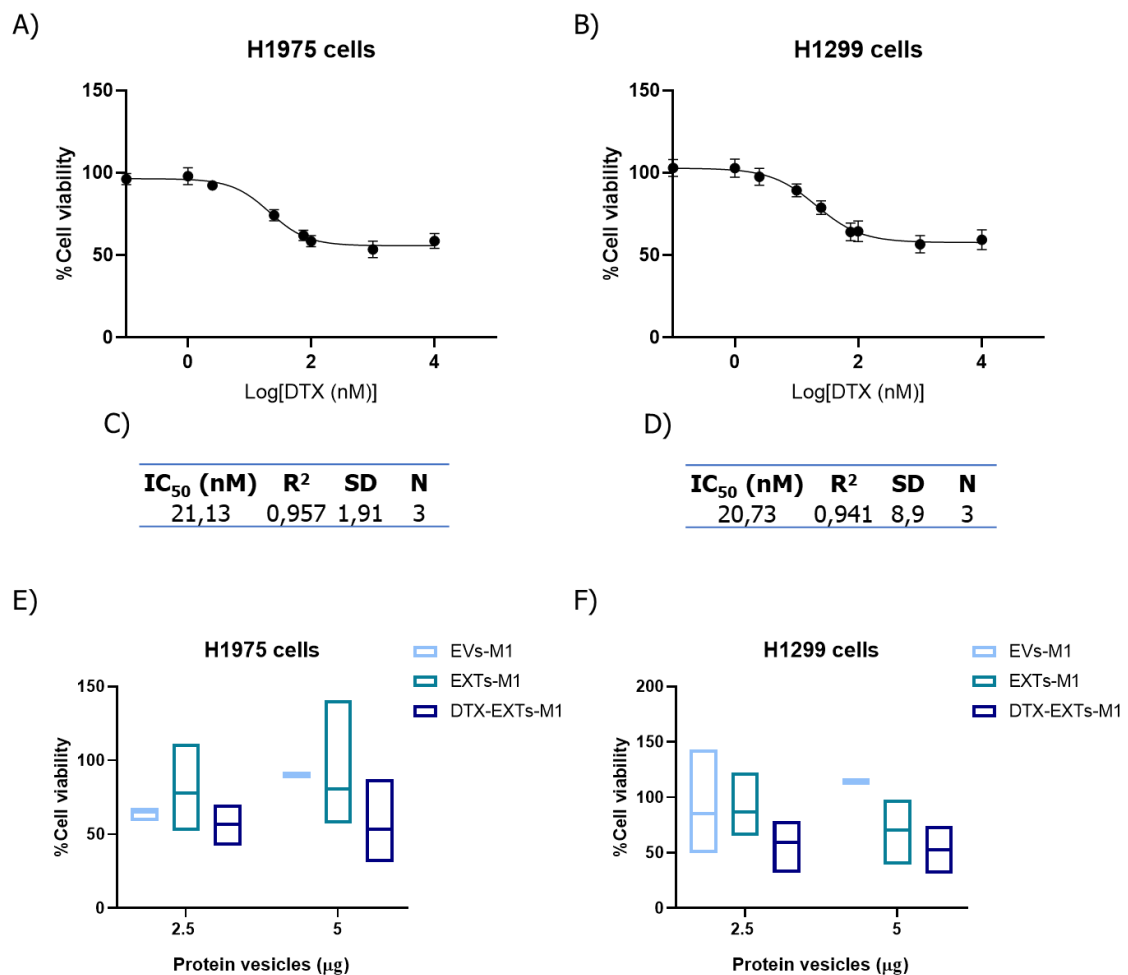 A)
H1975 cells
150
100
50
0
%Cell viability
0
2
4
Log[DTX (nM)]
B)
H1299 cells
150
100
50
0
%Cell viability
0
2
4
Log[DTX (nM)]
C)
IC50 (nM) R² SD N
21,13 0,957 1,91 3
D)
IC50 (nM) R² SD N
20,73 0,941 8,9 3
E)
H1975 cells
EVs-M1
EXTs-M1
DTX-EXTs-M1
150
100
50
0
%Cell viability
2.5
5
Protein vesicles (µg)
F)
H1299 cells
EVs-M1
EXTs-M1
DTX-EXTs-M1
200
150
100
50
0
%Cell viability
2.5
5
Protein vesicles (µg)